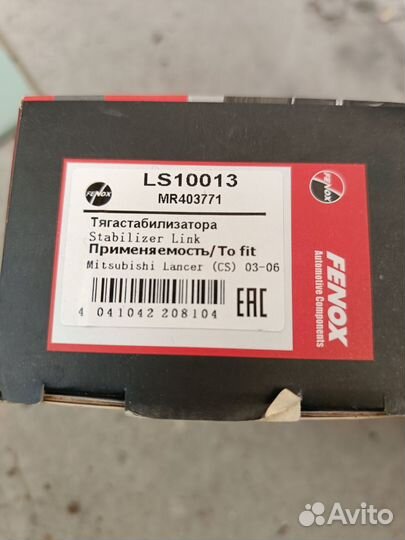 FENOX
LS10013
MR403771
Тягастабилизатора
Stabilizer Link
Применяемость/To fit
Mitsubishi Lancer (CS) 03-06
4 041042 208104
EAC
FENOX
FENOX
Automotive Components
Avito